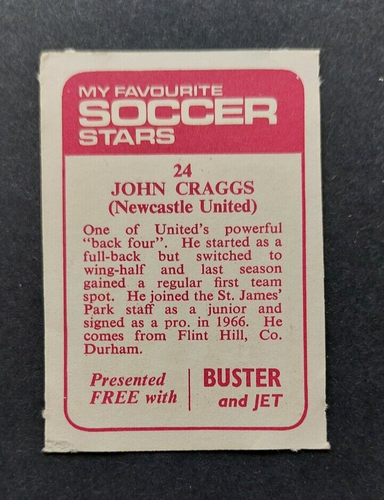 MY FAVOURITE
SOCCER
STARS
24
JOHN CRAGGS
(Newcastle United)
One of United's powerful
"back four". He started as a
full-back but switched to
wing-half and last season
gained a regular first team
spot. He joined the St. James'
Park staff as a junior and
signed as a pro. in 1966. He
comes from Flint Hill, Co.
Durham.
Presented
FREE with
BUSTER
and JET